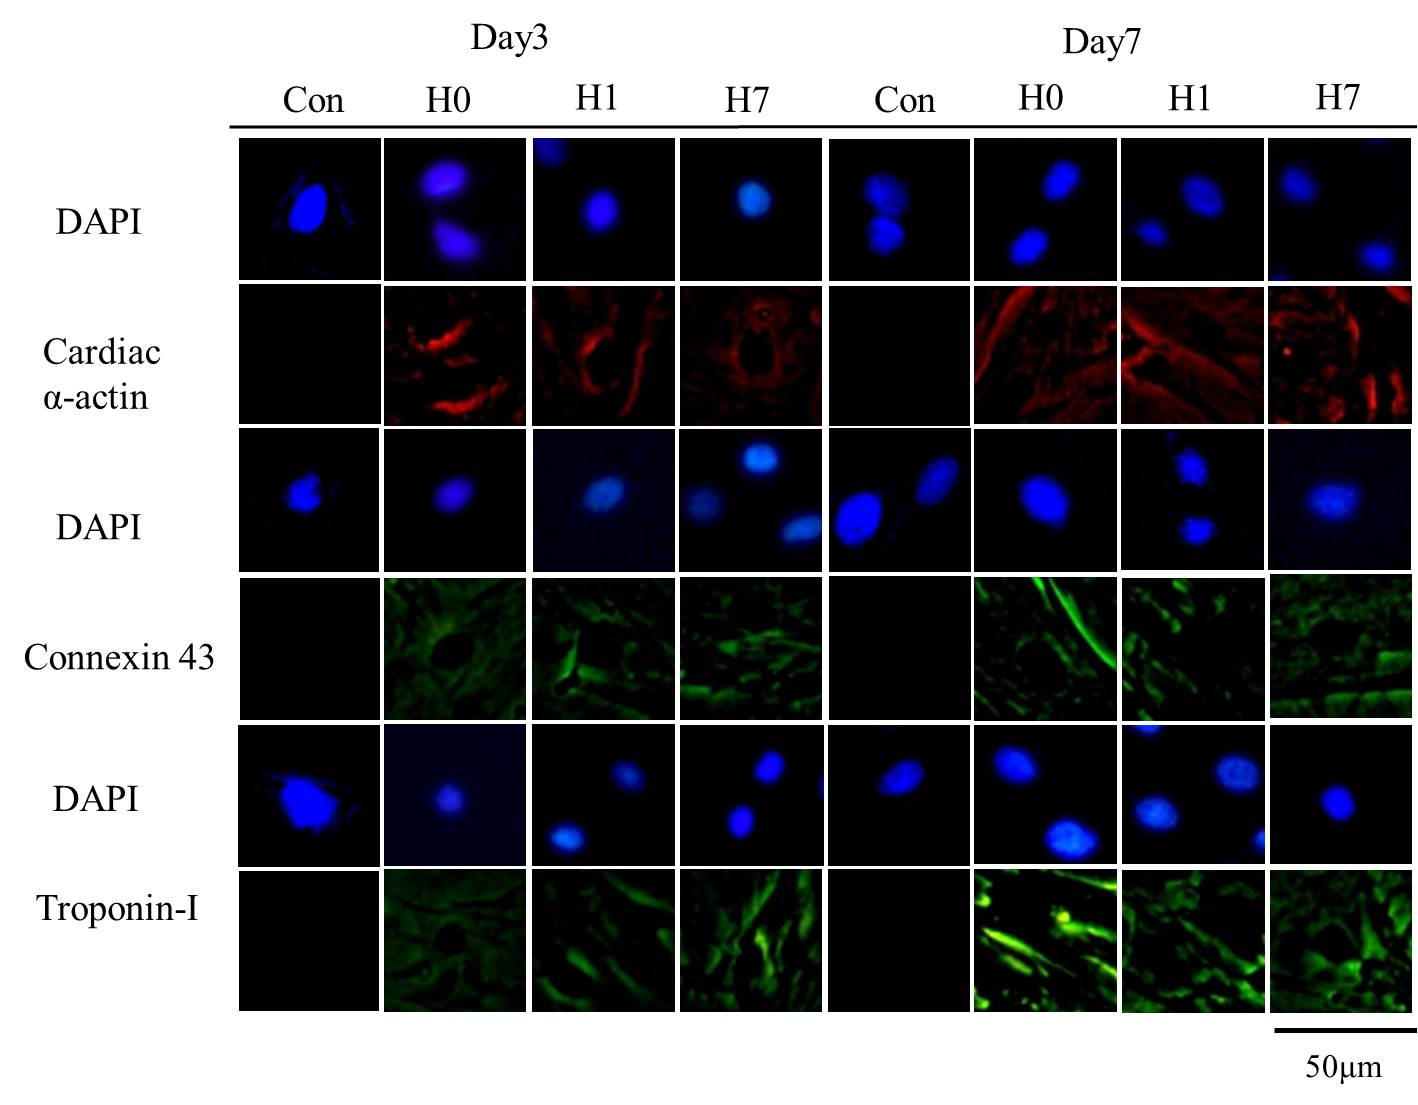 Day3 Day7
Con H0 H1 H7 Con H0 H1 H7
DAPI
Cardiac
α-actin
DAPI
Connexin 43
DAPI
Troponin-I
50μm